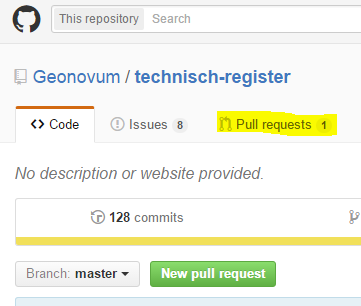 This repository Search
Geonovum / technisch-register
Code Issues 8 Pull requests 1
No description or website provided.
128 commits
Branch: master New pull request